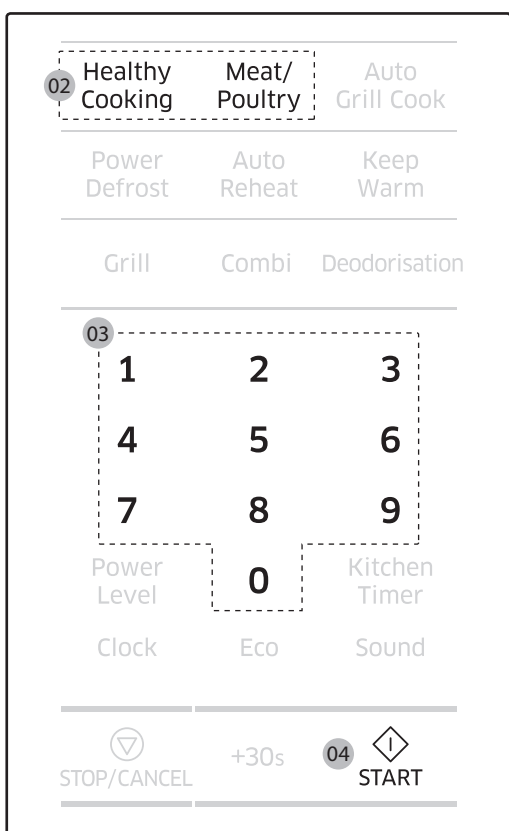 02 Healthy Meat/ Auto
Cooking Poultry Grill Cook
Power Auto Keep
Defrost Reheat Warm
Grill Combi Deodorisation
03
1 2 3
4 5 6
7 8 9
Power 0 Kitchen
Level Timer
Clock Eco Sound
+30s 04
STOP/CANCEL START